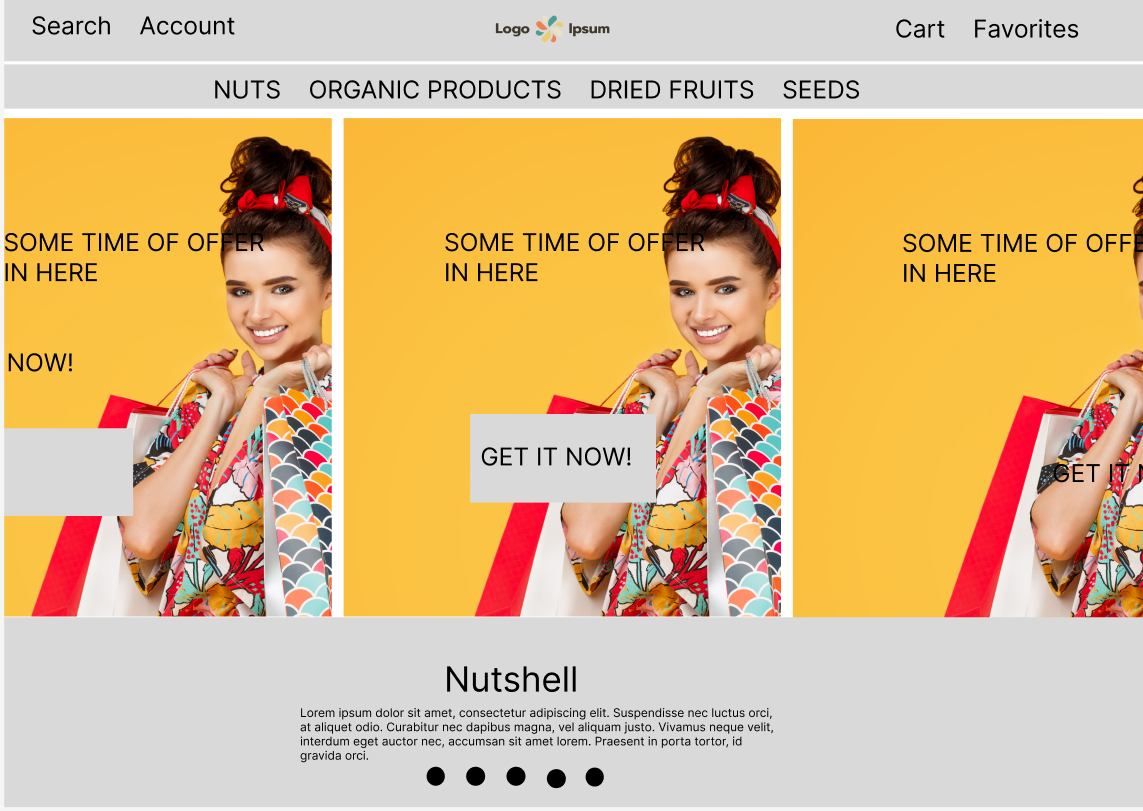 Search Account Logo Ipsum Cart Favorites
NUTS ORGANIC PRODUCTS DRIED FRUITS SEEDS
SOME TIME OF OFFER
IN HERE
NOW!
SOME TIME OF OFFER
IN HERE
GET IT NOW!
SOME TIME OF OFFE
IN HERE
GET IT N
Nutshell
Lorem ipsum dolor sit amet, consectetur adipiscing elit. Suspendisse nec luctus orci,
at aliquet odio. Curabitur nec dapibus magna, vel aliquam justo. Vivamus neque velit,
interdum eget auctor nec, accumsan sit amet lorem. Praesent in porta tortor, id
gravida orci.